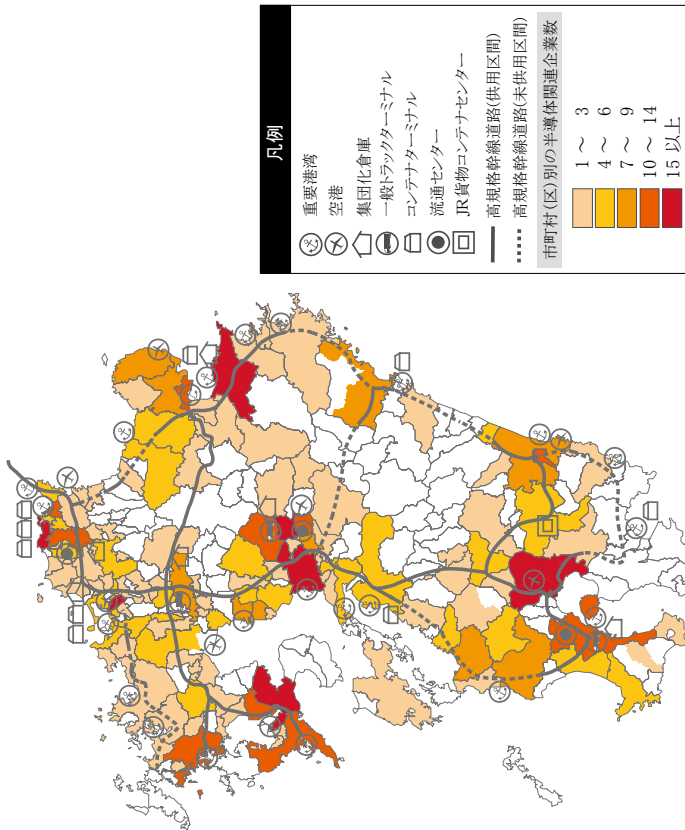 凡例
重要港湾
空港
集団化倉庫
一般トラックターミナル
コンテナターミナル
流通センター
JR貨物コンテナセンター
高規格幹線道路(供用区間)
高規格幹線道路(未供用区間)
市町村(区)別の半導体関連企業数
1 ～ 3
4 ～ 6
7 ～ 9
10 ～ 14
15 以上